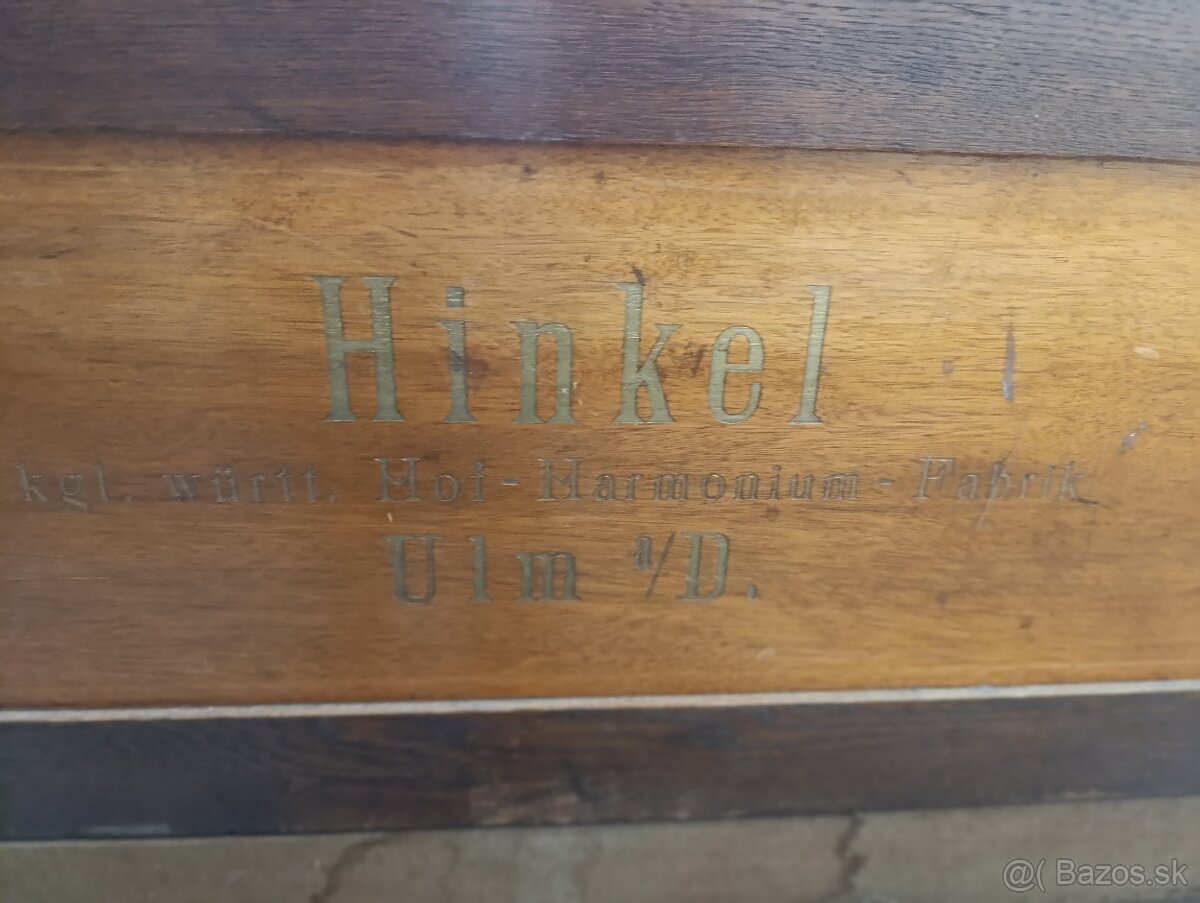 Hinkel
kgl. württ. Hof-Harmonium-Fabrik
Ulm a/D.
@( Bazos.sk